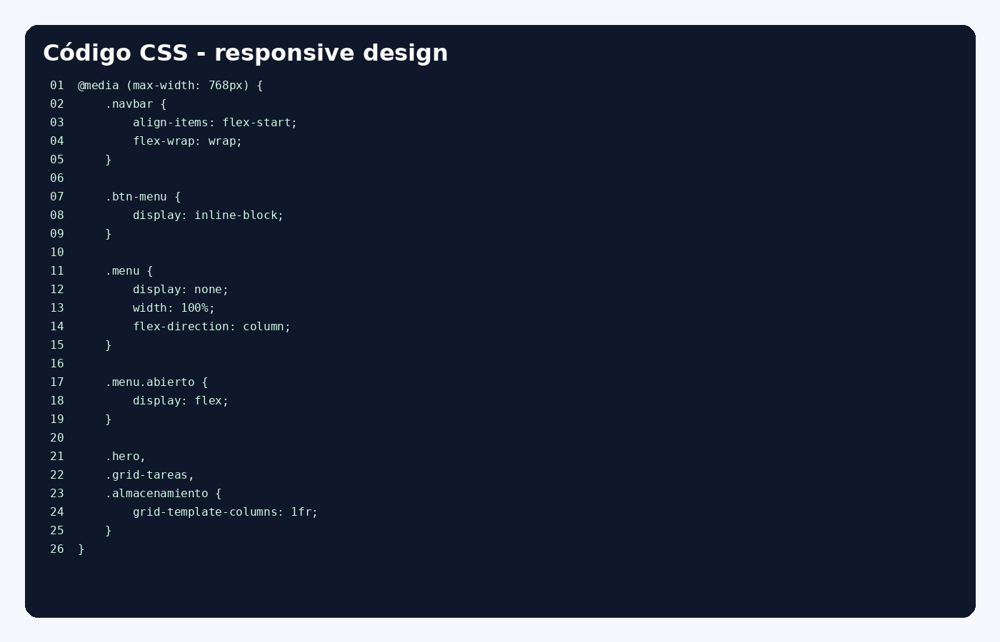 Código CSS - responsive design
01  @media (max-width: 768px) {
02      .navbar {
03          align-items: flex-start;
04          flex-wrap: wrap;
05      }
06
07      .btn-menu {
08          display: inline-block;
09      }
10
11      .menu {
12          display: none;
13          width: 100%;
14          flex-direction: column;
15      }
16
17      .menu.abierto {
18          display: flex;
19      }
20
21      .hero,
22      .grid-tareas,
23      .almacenamiento {
24          grid-template-columns: 1fr;
25      }
26  }